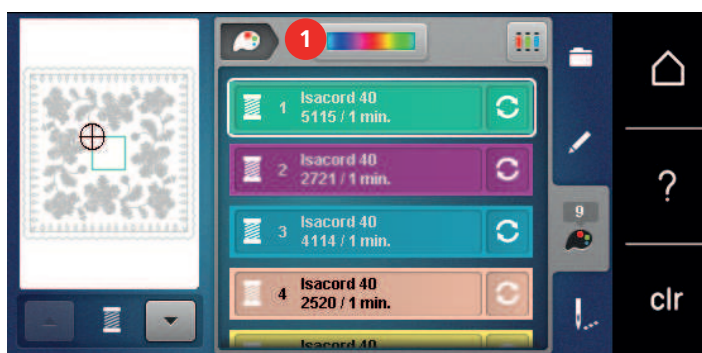 1
1 Isacord 40
5115 / 1 min.
2 Isacord 40
2721 / 1 min.
3 Isacord 40
4114 / 1 min.
4 Isacord 40
2520 / 1 min.
Isacord 40
9
?
clr